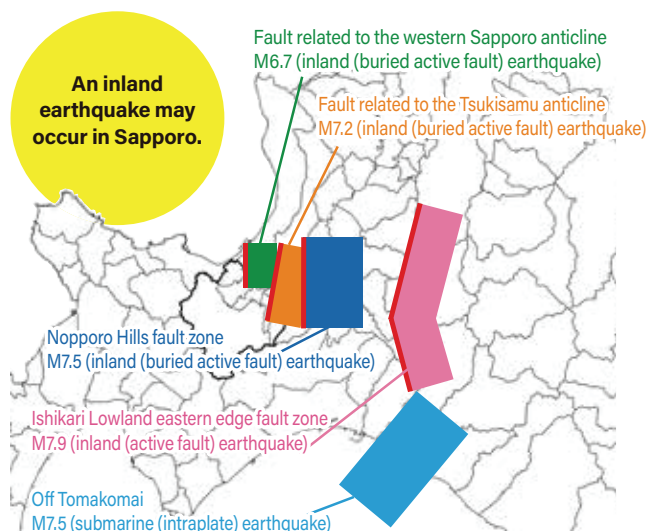 An inland
earthquake may
occur in Sapporo.
Fault related to the western Sapporo anticline
M6.7 (inland (buried active fault) earthquake)
Fault related to the Tsukisamu anticline
M7.2 (inland (buried active fault) earthquake)
Nopporo Hills fault zone
M7.5 (inland (buried active fault) earthquake)
Ishikari Lowland eastern edge fault zone
M7.9 (inland (active fault) earthquake)
Off Tomakomai
M7.5 (submarine (intraplate) earthquake)